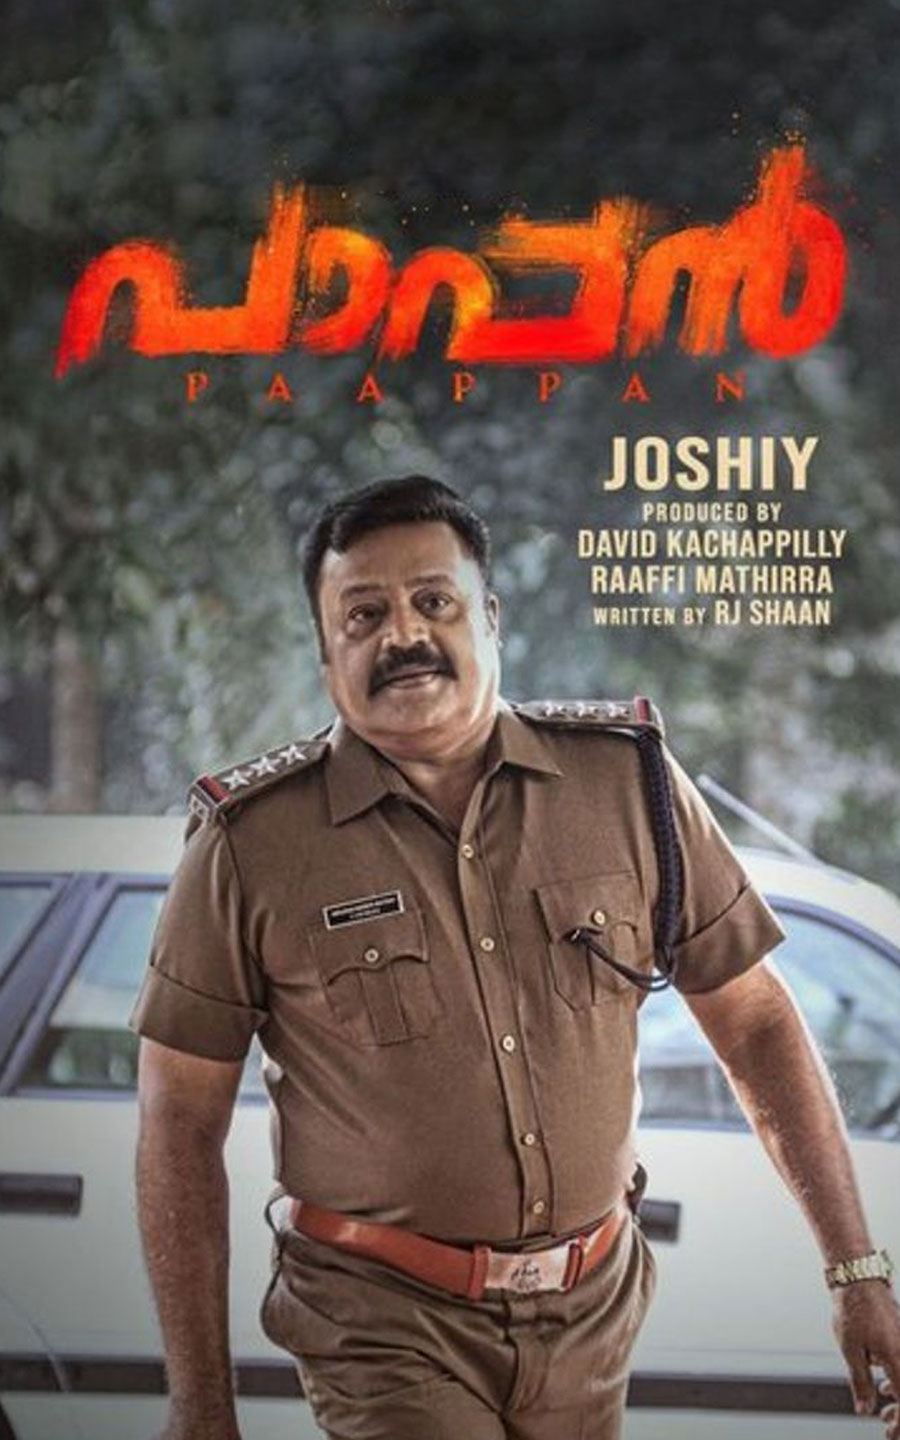 പാപ്പൻ
PAAPPAN
JOSHIY
PRODUCED BY
DAVID KACHAPPILLY
RAAFFI MATHIRRA
WRITTEN BY RJ SHAAN